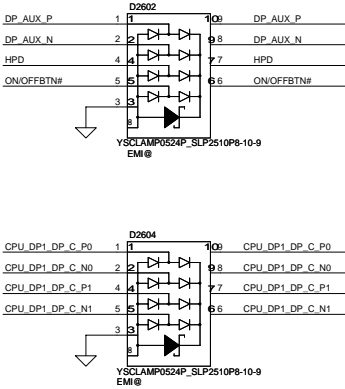 D2602
DP_AUX_P 1 1 10 9 DP_AUX_P
DP_AUX_N 2 2 9 8 DP_AUX_N
HPD 4 4 7 7 HPD
ON/OFFBTN# 5 5 6 6 ON/OFFBTN#
3 3
8
YSCLAMP0524P_SLP2510P8-10-9
EMI@
D2604
CPU_DP1_DP_C_P0 1 1 10 9 CPU_DP1_DP_C_P0
CPU_DP1_DP_C_N0 2 2 9 8 CPU_DP1_DP_C_N0
CPU_DP1_DP_C_P1 4 4 7 7 CPU_DP1_DP_C_P1
CPU_DP1_DP_C_N1 5 5 6 6 CPU_DP1_DP_C_N1
3 3
8
YSCLAMP0524P_SLP2510P8-10-9
EMI@